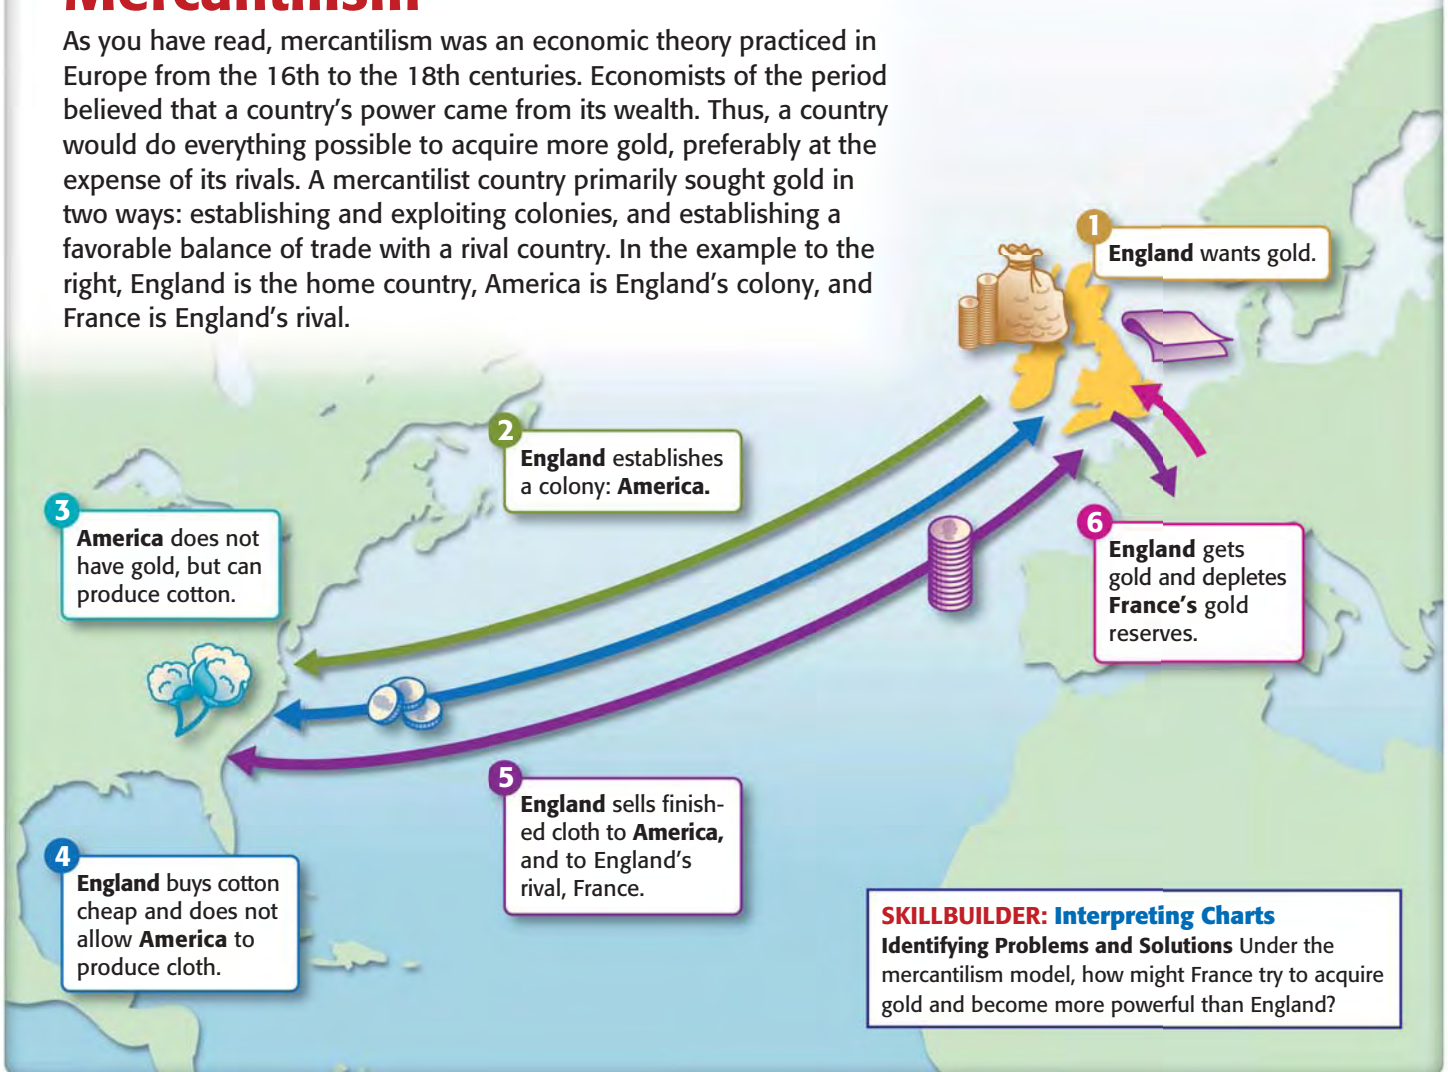 Mercantilism
As you have read, mercantilism was an economic theory practiced in
Europe from the 16th to the 18th centuries. Economists of the period
believed that a country's power came from its wealth. Thus, a country
would do everything possible to acquire more gold, preferably at the
expense of its rivals. A mercantilist country primarily sought gold in
two ways: establishing and exploiting colonies, and establishing a
favorable balance of trade with a rival country. In the example to the
right, England is the home country, America is England's colony, and
France is England's rival.
1
England wants gold.
2
England establishes
a colony: America.
3
America does not
have gold, but can
produce cotton.
4
England buys cotton
cheap and does not
allow America to
produce cloth.
5
England sells finish-
ed cloth to America,
and to England's
rival, France.
6
England gets
gold and depletes
France's gold
reserves.
SKILLBUILDER: Interpreting Charts
Identifying Problems and Solutions Under the
mercantilism model, how might France try to acquire
gold and become more powerful than England?